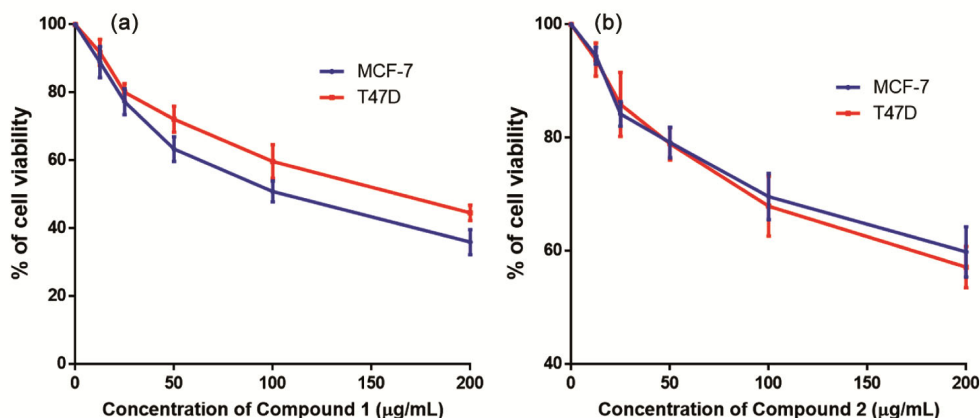 (a)
MCF-7
T47D
% of cell viability
100
80
60
40
20
0
0 50 100 150 200
Concentration of Compound 1 (µg/mL)
(b)
MCF-7
T47D
% of cell viability
100
80
60
40
0 50 100 150 200
Concentration of Compound 2 (µg/mL)